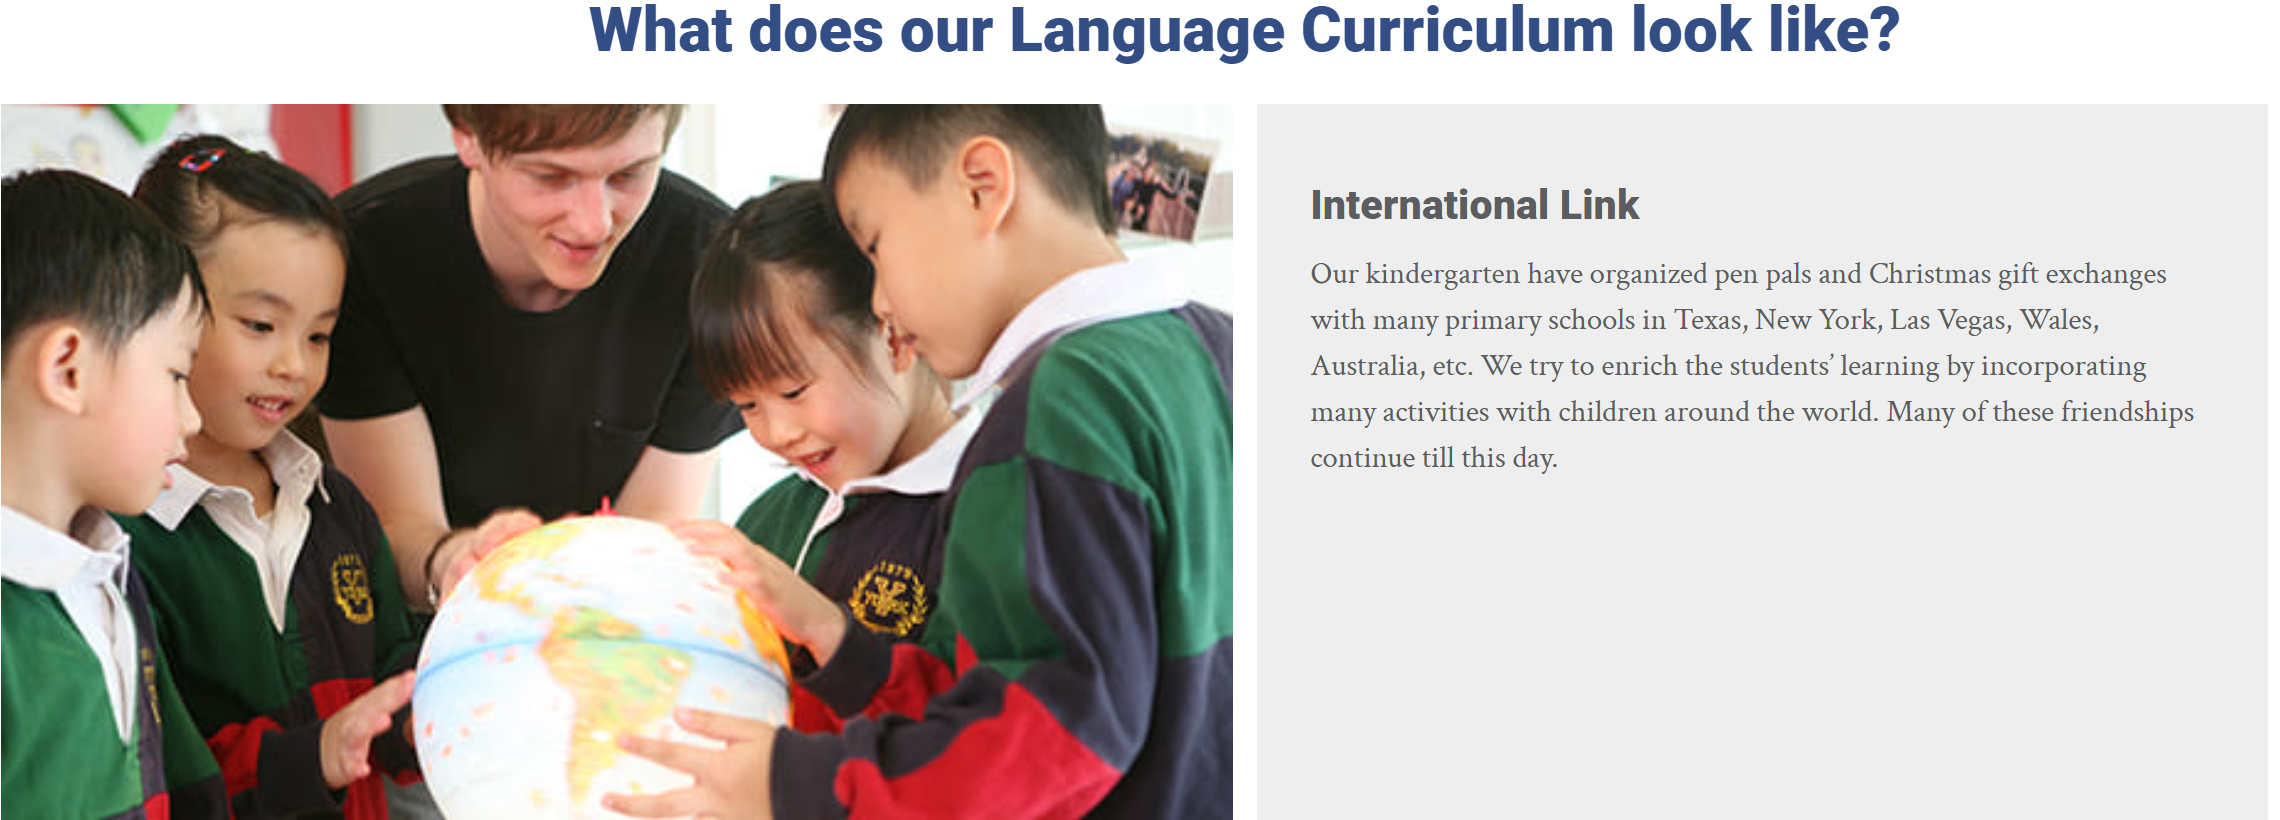 What does our Language Curriculum look like?
International Link
Our kindergarten have organized pen pals and Christmas gift exchanges
with many primary schools in Texas, New York, Las Vegas, Wales,
Australia, etc. We try to enrich the students’ learning by incorporating
many activities with children around the world. Many of these friendships
continue till this day.